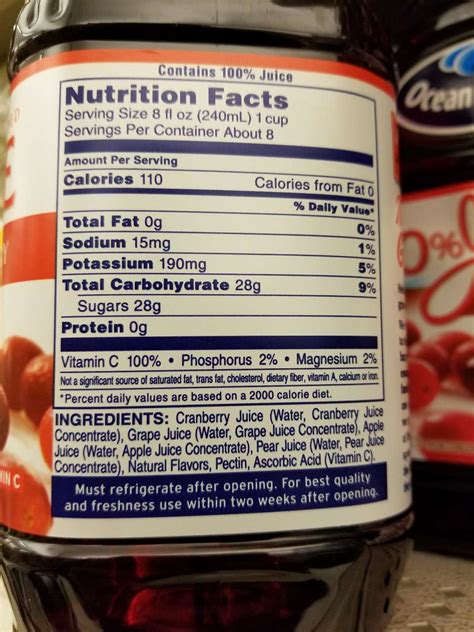 Contains 100% Juice
Nutrition Facts
Serving Size 8 fl oz (240mL) 1 cup
Servings Per Container About 8
Amount Per Serving
Calories 110 Calories from Fat 0
% Daily Value*
Total Fat 0g 0%
Sodium 15mg 1%
Potassium 190mg 5%
Total Carbohydrate 28g 9%
Sugars 28g
Protein 0g
Vitamin C 100% • Phosphorus 2% • Magnesium 2%
Not a significant source of saturated fat, trans fat, cholesterol, dietary fiber, vitamin A, calcium or iron.
*Percent daily values are based on a 2000 calorie diet.
INGREDIENTS: Cranberry Juice (Water, Cranberry Juice
Concentrate), Grape Juice (Water, Grape Juice Concentrate), Apple
Juice (Water, Apple Juice Concentrate), Pear Juice (Water, Pear Juice
Concentrate), Natural Flavors, Pectin, Ascorbic Acid (Vitamin C).
Must refrigerate after opening. For best quality
and freshness use within two weeks after opening.
Ocean
0%